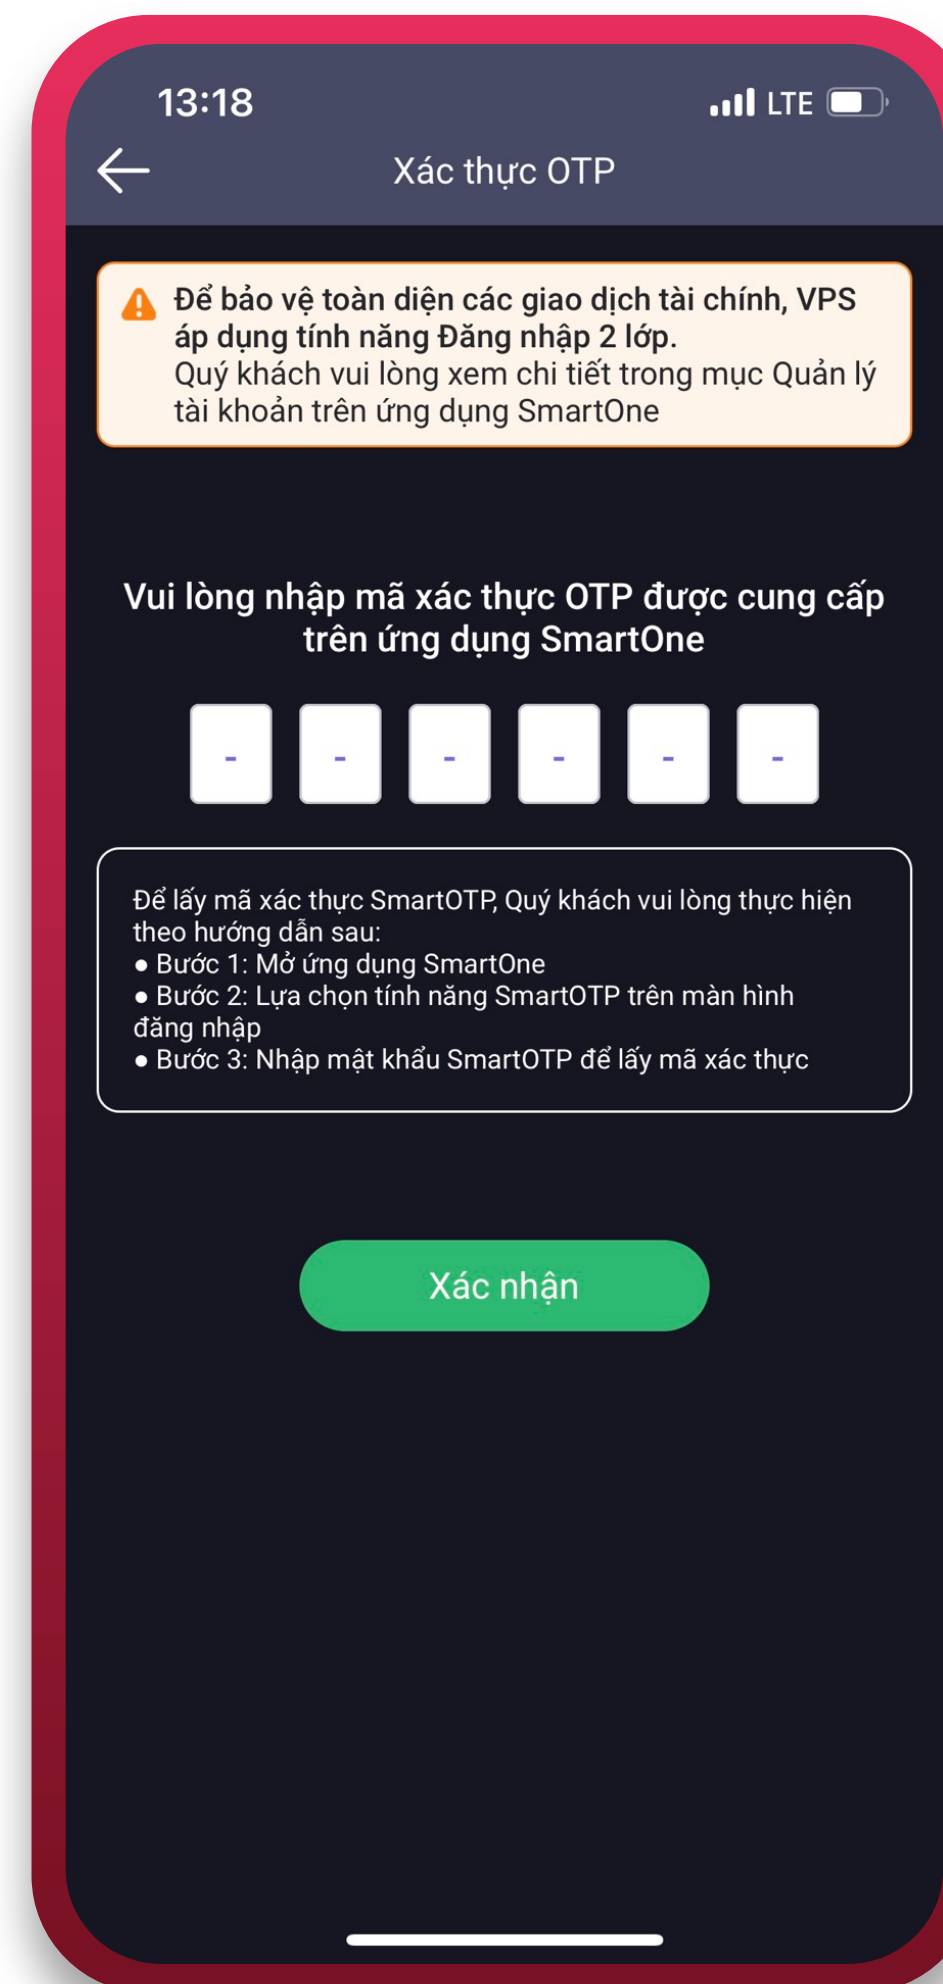 13:18 LTE
Xác thực OTP
Để bảo vệ toàn diện các giao dịch tài chính, VPS
áp dụng tính năng Đăng nhập 2 lớp.
Quý khách vui lòng xem chi tiết trong mục Quản lý
tài khoản trên ứng dụng SmartOne
Vui lòng nhập mã xác thực OTP được cung cấp
trên ứng dụng SmartOne
- - - - - -
Để lấy mã xác thực SmartOTP, Quý khách vui lòng thực hiện
theo hướng dẫn sau:
● Bước 1: Mở ứng dụng SmartOne
● Bước 2: Lựa chọn tính năng SmartOTP trên màn hình
đăng nhập
● Bước 3: Nhập mật khẩu SmartOTP để lấy mã xác thực
Xác nhận